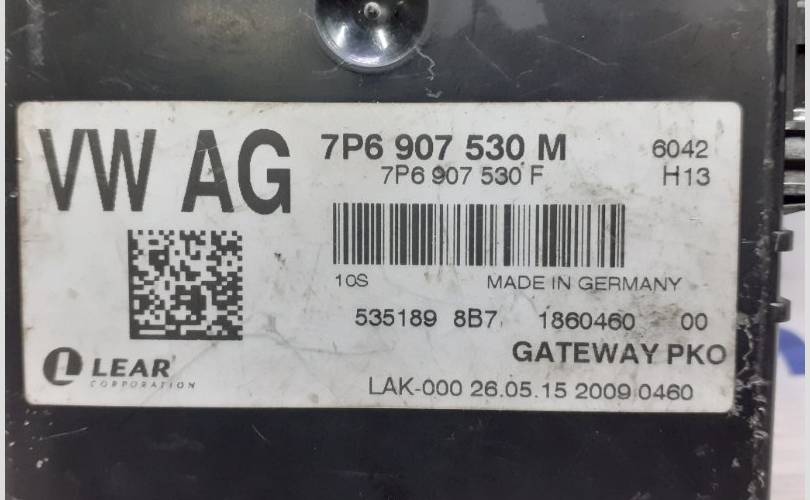 VW AG
7P6 907 530 M
6042
7P6 907 530 F
H13
10S
MADE IN GERMANY
535189 8B7 1860460 00
GATEWAY PKO
LEAR
CORPORATION
LAK-000 26.05.15 2009 0460